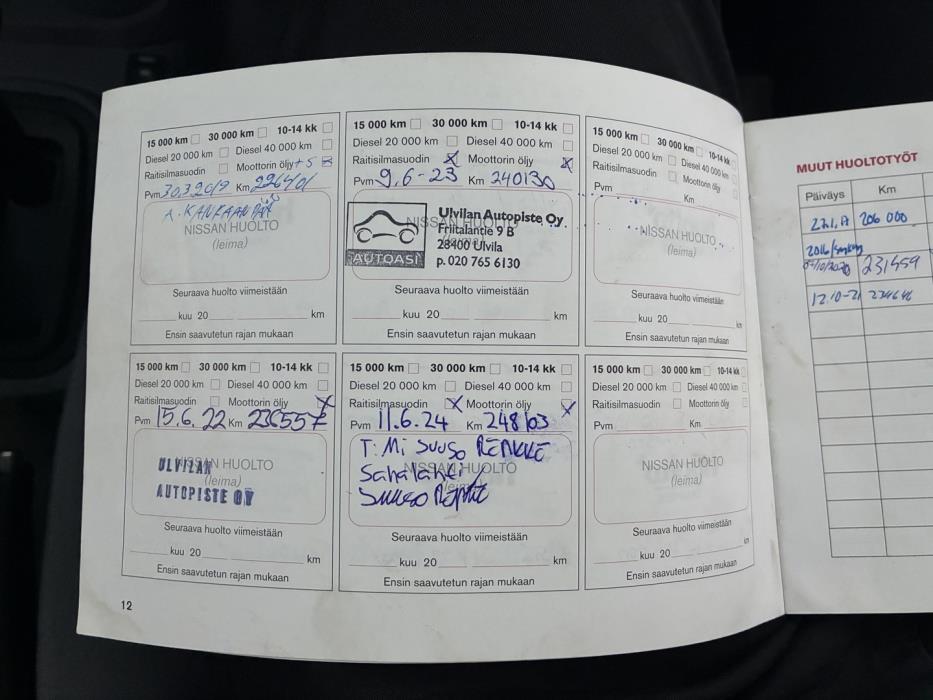 15 000 km 30 000 km 10-14 kk
Diesel 20 000 km Diesel 40 000 km
Raitisilmasuodin Moottorin öljy +S
Pvm 30.3.2019 Km 226401
A. KANKAANPÄÄ
NISSAN HUOLTO
(leima)
Seuraava huolto viimeistään
kuu 20 km
Ensin saavutetun rajan mukaan
15 000 km 30 000 km 10-14 kk
Diesel 20 000 km Diesel 40 000 km
Raitisilmasuodin X Moottorin öljy X
Pvm 9.6-23 Km 240130
NISSAN HUOLTO
(leima)
AUTOASI
Ulvilan Autopiste Oy
Friitalantie 9 B
28400 Ulvila
p. 020 765 6130
Seuraava huolto viimeistään
kuu 20 km
Ensin saavutetun rajan mukaan
15 000 km 30 000 km 10-14 kk
Diesel 20 000 km Diesel 40 000 km
Raitisilmasuodin Moottorin öljy
Pvm Km
NISSAN HUOLTO
(leima)
Seuraava huolto viimeistään
kuu 20 km
Ensin saavutetun rajan mukaan
15 000 km 30 000 km 10-14 kk
Diesel 20 000 km Diesel 40 000 km
Raitisilmasuodin Moottorin öljy X
Pvm 15.6.22 Km 236557
NISSAN HUOLTO
(leima)
ULVILAN
AUTOPISTE OY
Seuraava huolto viimeistään
kuu 20 km
Ensin saavutetun rajan mukaan
15 000 km 30 000 km 10-14 kk
Diesel 20 000 km Diesel 40 000 km
Raitisilmasuodin X Moottorin öljy X
Pvm 11.6.24 Km 248103
T:Mi SUUSO
NISSAN HUOLTO
Sahalahti
Seuraava huolto viimeistään
kuu 20 km
Ensin saavutetun rajan mukaan
15 000 km 30 000 km 10-14 kk
Diesel 20 000 km Diesel 40 000 km
Raitisilmasuodin Moottorin öljy
Pvm Km
NISSAN HUOLTO
(leima)
Seuraava huolto viimeistään
kuu 20 km
Ensin saavutetun rajan mukaan
12
MUUT HUOLTOTYÖT
Päiväys Km
206 000
231559
12.10-21